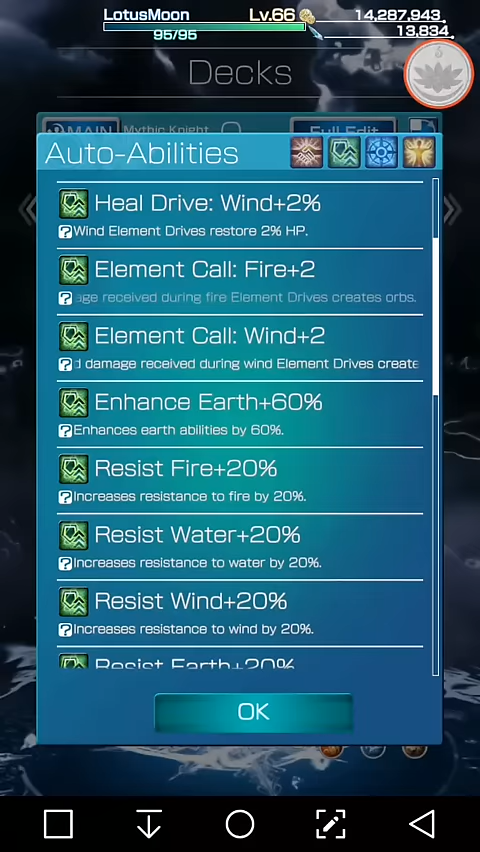 LotusMoon Lv.66 14,287,943
95/95 13,834
Decks
MAIN Mythic Knight Full Edit
Auto-Abilities
Heal Drive: Wind+2%
?Wind Element Drives restore 2% HP.
Element Call: Fire+2
?age received during fire Element Drives creates orbs.
Element Call: Wind+2
? damage received during wind Element Drives create
Enhance Earth+60%
?Enhances earth abilities by 60%.
Resist Fire+20%
?Increases resistance to fire by 20%.
Resist Water+20%
?Increases resistance to water by 20%.
Resist Wind+20%
?Increases resistance to wind by 20%.
Resist Earth+20%
OK